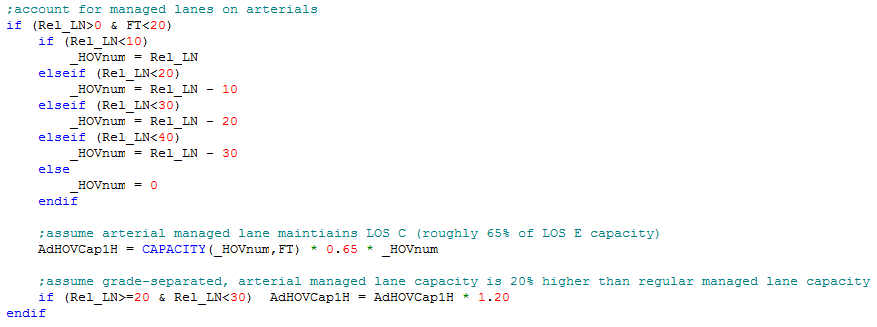 ;account for managed lanes on arterials
if (Rel_LN>0 & FT<20)
    if (Rel_LN<10)
        _HOVnum = Rel_LN
    elseif (Rel_LN<20)
        _HOVnum = Rel_LN - 10
    elseif (Rel_LN<30)
        _HOVnum = Rel_LN - 20
    elseif (Rel_LN<40)
        _HOVnum = Rel_LN - 30
    else
        _HOVnum = 0
    endif

    ;assume arterial managed lane maintiains LOS C (roughly 65% of LOS E capacity)
    AdHOVCap1H = CAPACITY(_HOVnum,FT) * 0.65 * _HOVnum

    ;assume grade-separated, arterial managed lane capacity is 20% higher than regular managed lane capacity
    if (Rel_LN>=20 & Rel_LN<30)  AdHOVCap1H = AdHOVCap1H * 1.20
endif